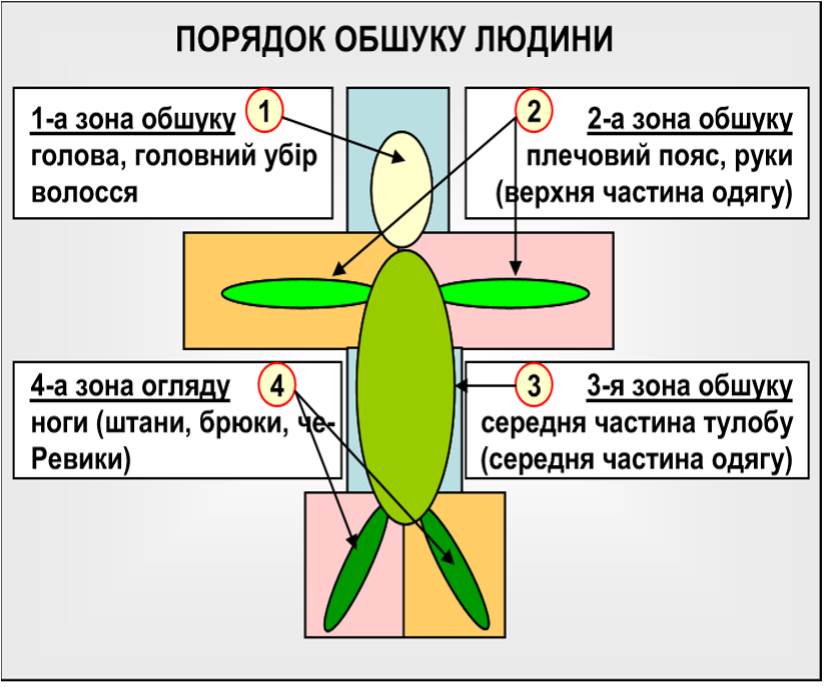 ПОРЯДОК ОБШУКУ ЛЮДИНИ
1-а зона обшуку
голова, головний убір
волосся
1
2
2-а зона обшуку
плечовий пояс, руки
(верхня частина одягу)
4-а зона огляду
ноги (штани, брюки, че-
Ревики)
4
3
3-я зона обшуку
середня частина тулобу
(середня частина одягу)